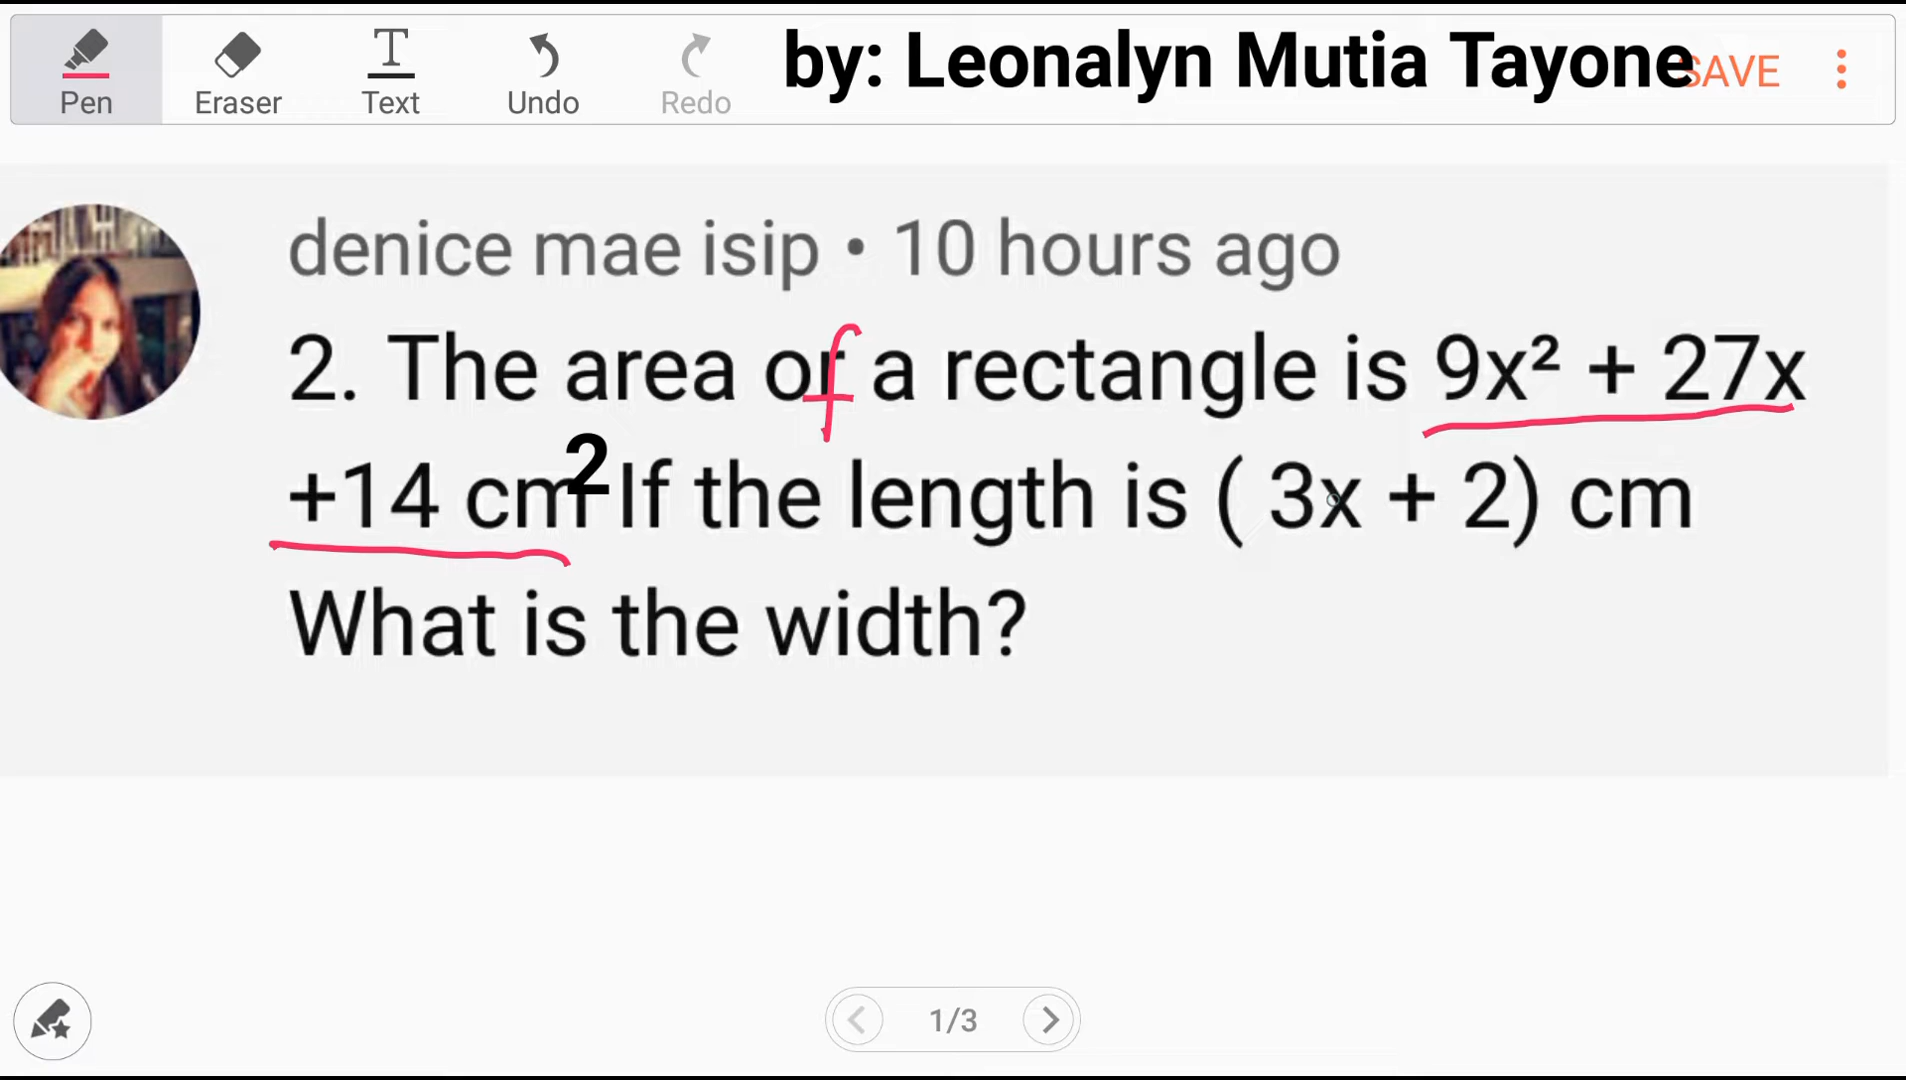 by: Leonalyn Mutia Tayone
SAVE
Pen
Eraser
Text
Undo
Redo
denice mae isip • 10 hours ago
2. The area of a rectangle is 9x² + 27x
+14 cm² If the length is ( 3x + 2) cm
What is the width?
1/3